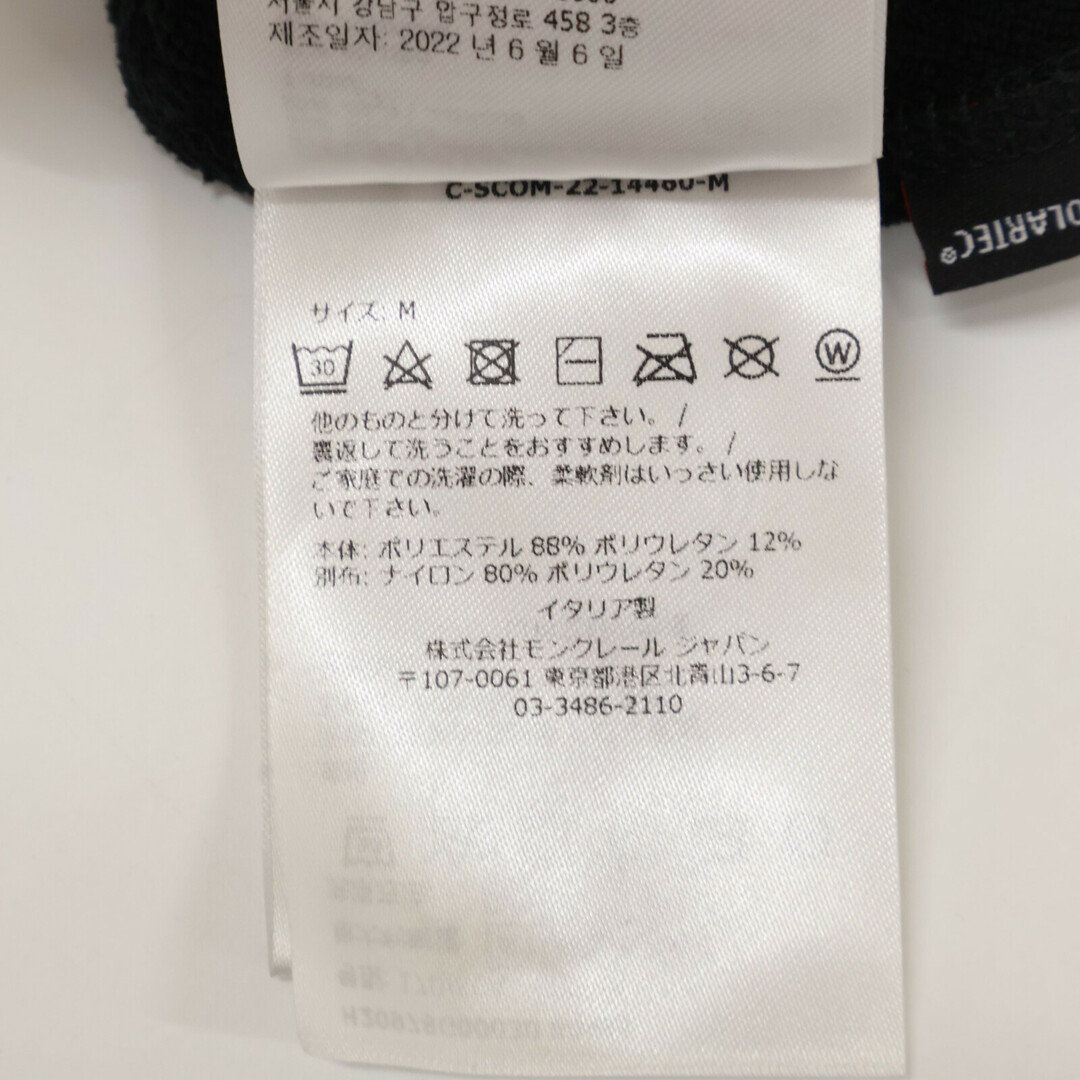 서울시 강남구 압구정로 458 3층
제조일자: 2022 년 6 월 6 일
C-SCOM-22-14480-M
OLARTEC®
サイズ: M
30
W
他のものと分けて洗って下さい。 /
裏返して洗うことをおすすめします。 /
ご家庭での洗濯の際、柔軟剤はいっさい使用しな
いで下さい。
本体: ポリエステル 88% ポリウレタン 12%
別布: ナイロン 80% ポリウレタン 20%
イタリア製
株式会社モンクレール ジャパン
〒107-0061 東京都港区北青山3-6-7
03-3486-2110